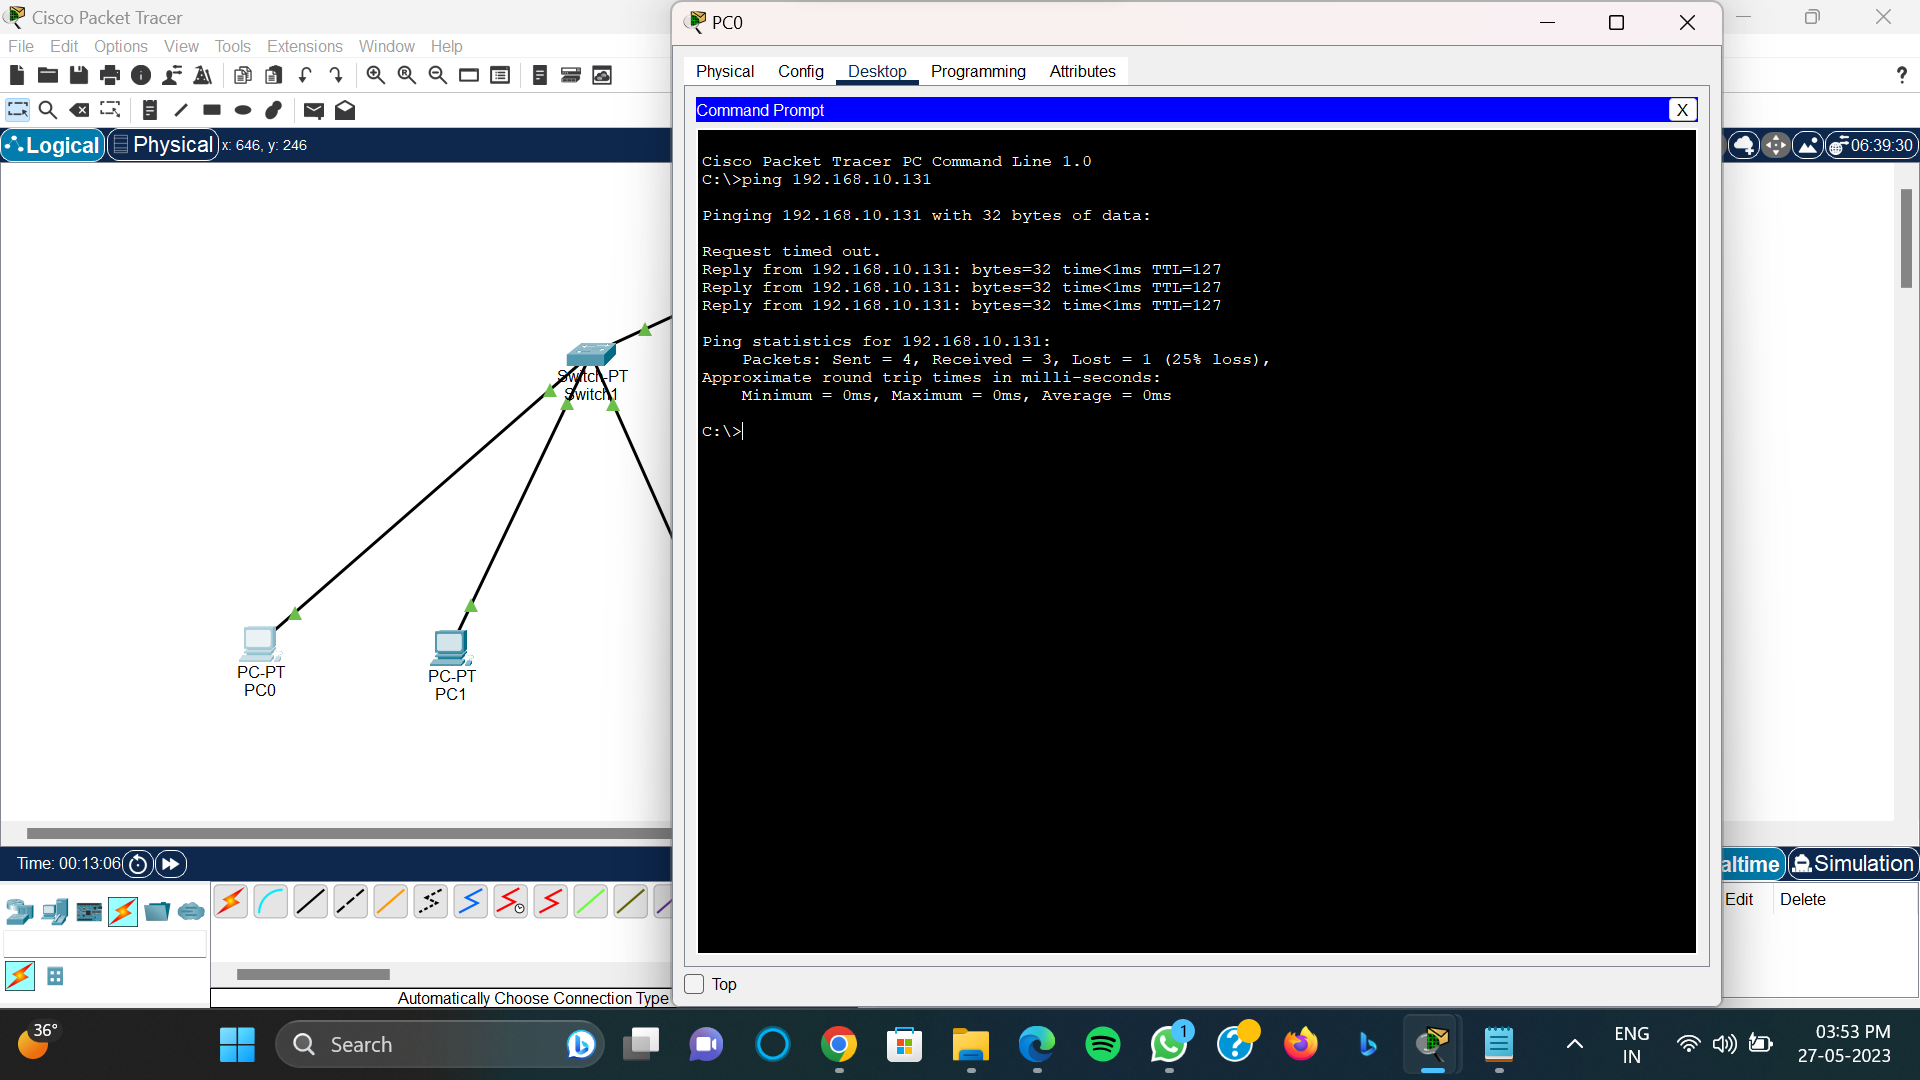 Cisco Packet Tracer
File Edit Options View Tools Extensions Window Help
?
Logical
Physical x: 646, y: 246
06:39:30
Switch-PT
Switch1
PC-PT
PC0
PC-PT
PC1
Time: 00:13:06
altime
Simulation
Edit Delete
Automatically Choose Connection Type
PC0
Physical Config Desktop Programming Attributes
Command Prompt
X
Cisco Packet Tracer PC Command Line 1.0
C:\>ping 192.168.10.131
Pinging 192.168.10.131 with 32 bytes of data:
Request timed out.
Reply from 192.168.10.131: bytes=32 time<1ms TTL=127
Reply from 192.168.10.131: bytes=32 time<1ms TTL=127
Reply from 192.168.10.131: bytes=32 time<1ms TTL=127
Ping statistics for 192.168.10.131:
Packets: Sent = 4, Received = 3, Lost = 1 (25% loss),
Approximate round trip times in milli-seconds:
Minimum = 0ms, Maximum = 0ms, Average = 0ms
C:\>
Top
36°
Search
1
ENG
IN
03:53 PM
27-05-2023